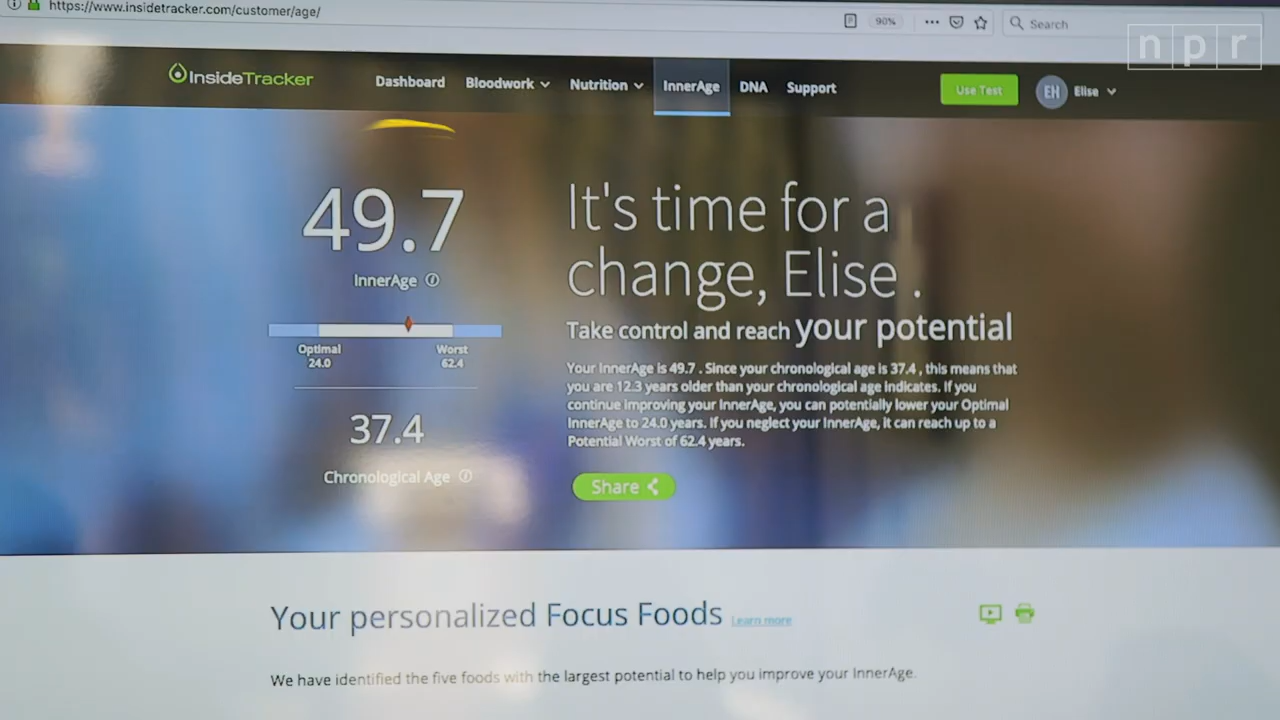 https://www.insidetracker.com/customer/age/
90%
Search
npr
InsideTracker
Dashboard
Bloodwork
Nutrition
InnerAge
DNA
Support
Use Test
EH
Elise
49.7
InnerAge
Optimal
24.0
Worst
62.4
37.4
Chronological Age
It's time for a
change, Elise .
Take control and reach your potential
Your InnerAge is 49.7 . Since your chronological age is 37.4 , this means that
you are 12.3 years older than your chronological age indicates. If you
continue improving your InnerAge, you can potentially lower your Optimal
InnerAge to 24.0 years. If you neglect your InnerAge, it can reach up to a
Potential Worst of 62.4 years.
Share
Your personalized Focus Foods Learn more
We have identified the five foods with the largest potential to help you improve your InnerAge.